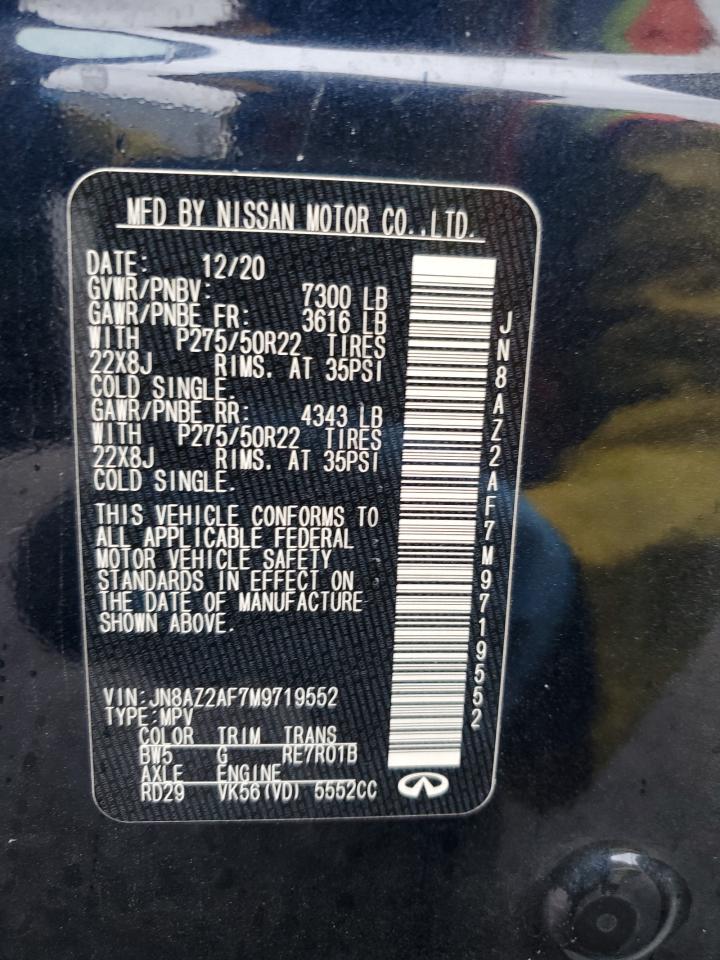 MFD BY NISSAN MOTOR CO.,LTD.
DATE: 12/20
GVWR/PNBV: 7300 LB
GAWR/PNBE FR: 3616 LB
WITH P275/50R22 TIRES
22X8J RIMS. AT 35PSI
COLD SINGLE.
GAWR/PNBE RR: 4343 LB
WITH P275/50R22 TIRES
22X8J RIMS. AT 35PSI
COLD SINGLE.
THIS VEHICLE CONFORMS TO
ALL APPLICABLE FEDERAL
MOTOR VEHICLE SAFETY
STANDARDS IN EFFECT ON
THE DATE OF MANUFACTURE
SHOWN ABOVE.
VIN:JN8AZ2AF7M9719552
TYPE:MPV
COLOR TRIM TRANS
BW5 G RE7R01B
AXLE ENGINE
RD29 VK56(VD) 5552CC
JN8AZ2AF7M9719552